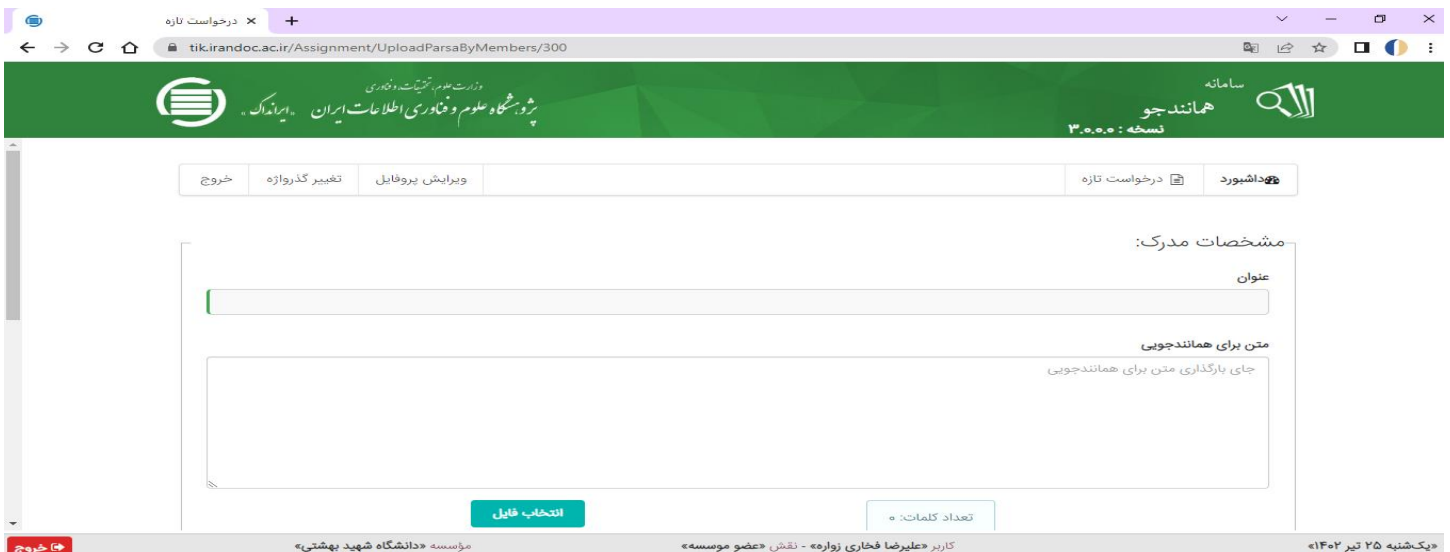 درخواست تازه
tik.irandoc.ac.ir/Assignment/UploadParsaByMembers/300
سامانه
همانندجو
نسخه : ۳.۰.۰.۰
وزارت علوم، تحقیقات و فناوری
پژوهشگاه علوم و فناوری اطلاعات ایران «ایرانداک»
داشبورد
درخواست تازه
ویرایش پروفایل
تغییر گذرواژه
خروج
مشخصات مدرک:
عنوان
متن برای همانندجویی
جای بارگذاری متن برای همانندجویی
تعداد کلمات: ۰
انتخاب فایل
«یکشنبه ۲۵ تیر ۱۴۰۲»
کاربر «علیرضا فخاری زواره» - نقش «عضو موسسه»
مؤسسه «دانشگاه شهید بهشتی»
خروج